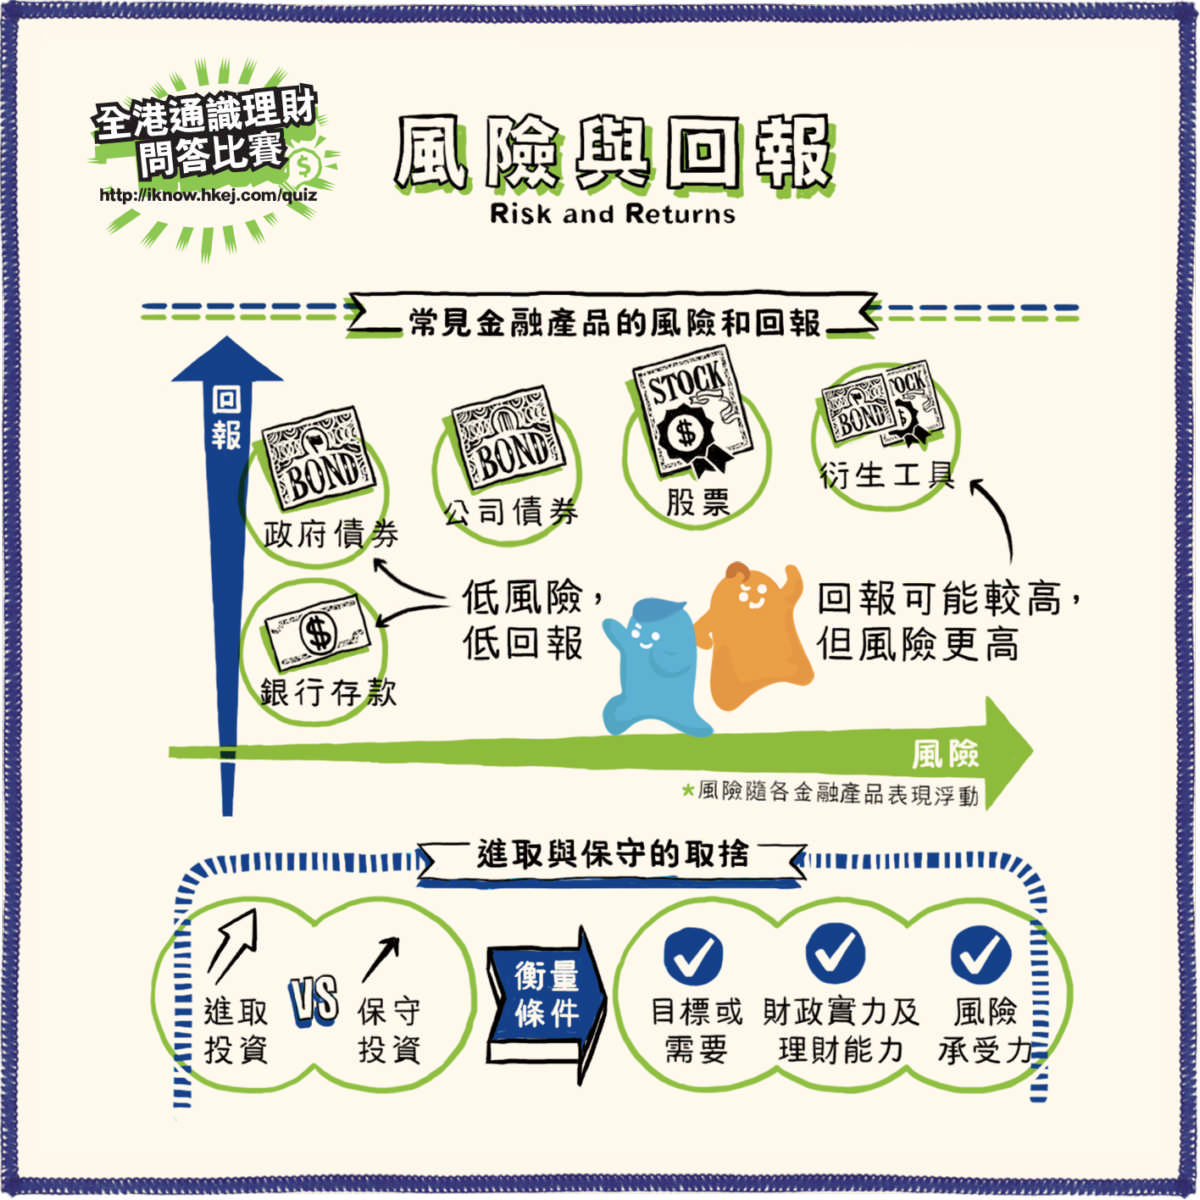 全港通識理財
問答比賽
$
http://iknow.hkej.com/quiz
風險與回報
Risk and Returns
常見金融產品的風險和回報
回報
BOND
政府債券
BOND
公司債券
STOCK
$
股票
BOND
TOCK
$
衍生工具
$
銀行存款
低風險，
低回報
回報可能較高，
但風險更高
風險
*風險隨各金融產品表現浮動
進取與保守的取捨
進取
投資
VS
保守
投資
衡量
條件
目標或
需要
財政實力及
理財能力
風險
承受力